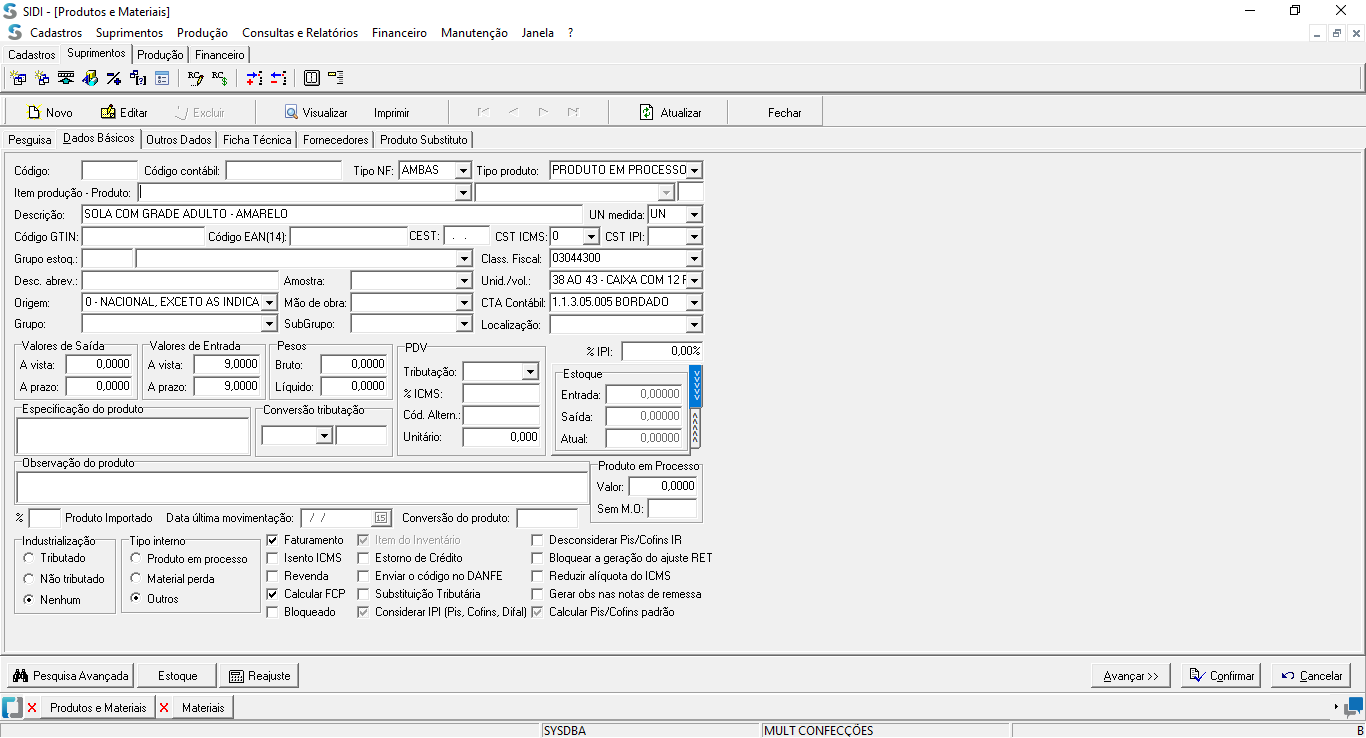 SIDI - [Produtos e Materiais]
Cadastros Suprimentos Produção Consultas e Relatórios Financeiro Manutenção Janela ?
Cadastros Suprimentos Produção Financeiro
Novo Editar Excluir Visualizar Imprimir Atualizar Fechar
Pesquisa Dados Básicos Outros Dados Ficha Técnica Fornecedores Produto Substituto
Código: Código contábil: Tipo NF: AMBAS Tipo produto: PRODUTO EM PROCESSO
Item produção - Produto:
Descrição: SOLA COM GRADE ADULTO - AMARELO UN medida: UN
Código GTIN: Código EAN(14): CEST: . . CST ICMS: 0 CST IPI:
Grupo estoq.: Class. Fiscal: 03044300
Desc. abrev.: Amostra: Unid./vol.: 38 AO 43 - CAIXA COM 12 F
Origem: 0 - NACIONAL, EXCETO AS INDICA Mão de obra: CTA Contábil: 1.1.3.05.005 BORDADO
Grupo: SubGrupo: Localização:
Valores de Saída Valores de Entrada Pesos PDV % IPI: 0,00%
A vista: 0,0000 A vista: 9,0000 Bruto: 0,0000 Tributação: Estoque
A prazo: 0,0000 A prazo: 9,0000 Líquido: 0,0000 % ICMS: Entrada: 0,00000
Especificação do produto Conversão tributação Cód. Altern.: Saída: 0,00000
Unitário: 0,000 Atual: 0,00000
Observação do produto Produto em Processo
Valor: 0,0000
Sem M.O:
% Produto Importado Data última movimentação: / / 15 Conversão do produto:
Industrialização Tipo interno Faturamento Item do Inventário Desconsiderar Pis/Cofins IR
Tributado Produto em processo Isento ICMS Estorno de Crédito Bloquear a geração do ajuste RET
Não tributado Material perda Revenda Enviar o código no DANFE Reduzir alíquota do ICMS
Nenhum Outros Calcular FCP Substituição Tributária Gerar obs nas notas de remessa
Bloqueado Considerar IPI (Pis, Cofins, Difal) Calcular Pis/Cofins padrão
Pesquisa Avançada Estoque Reajuste Avançar >> Confirmar Cancelar
Produtos e Materiais Materiais
SYSDBA MULT CONFECÇÕES B